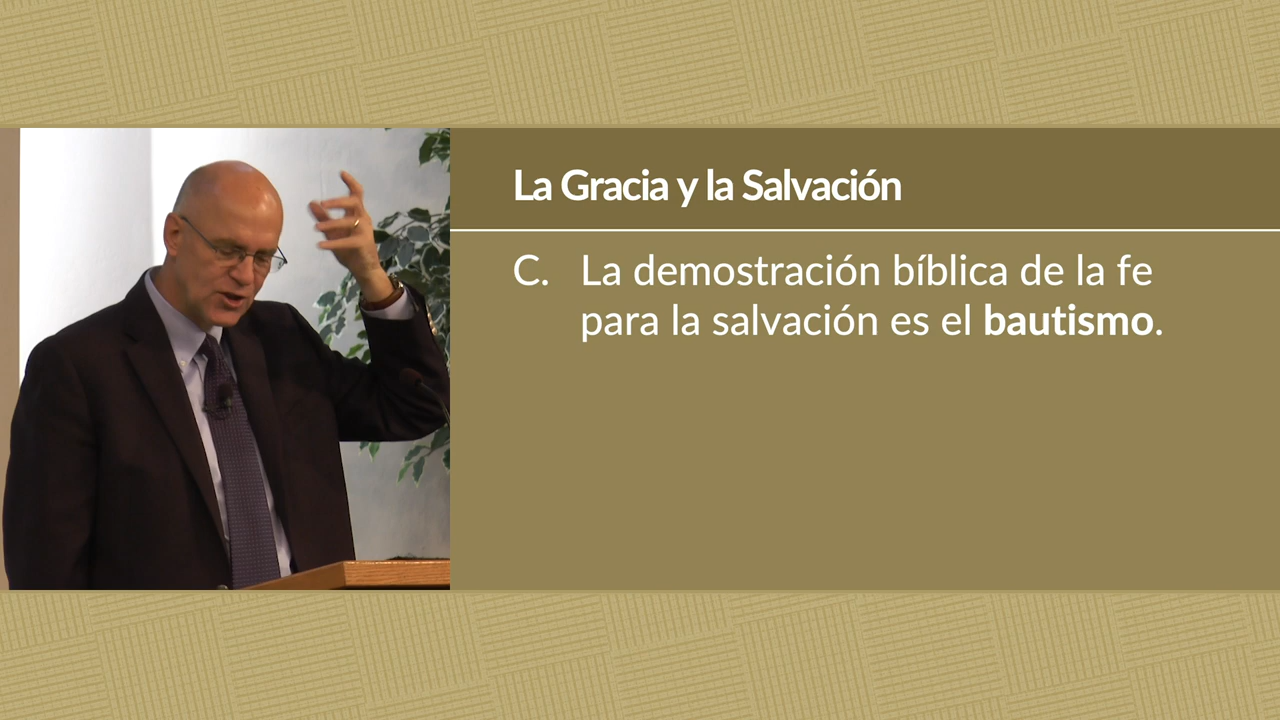 La Gracia y la Salvación
C. La demostración bíblica de la fe
para la salvación es el bautismo.